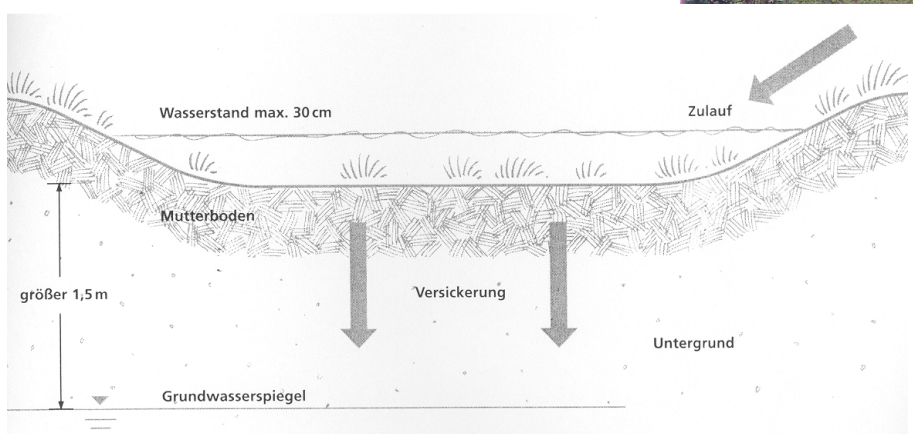 Wasserstand max. 30 cm
Zulauf
Mutterboden
größer 1,5 m
Versickerung
Untergrund
Grundwasserspiegel